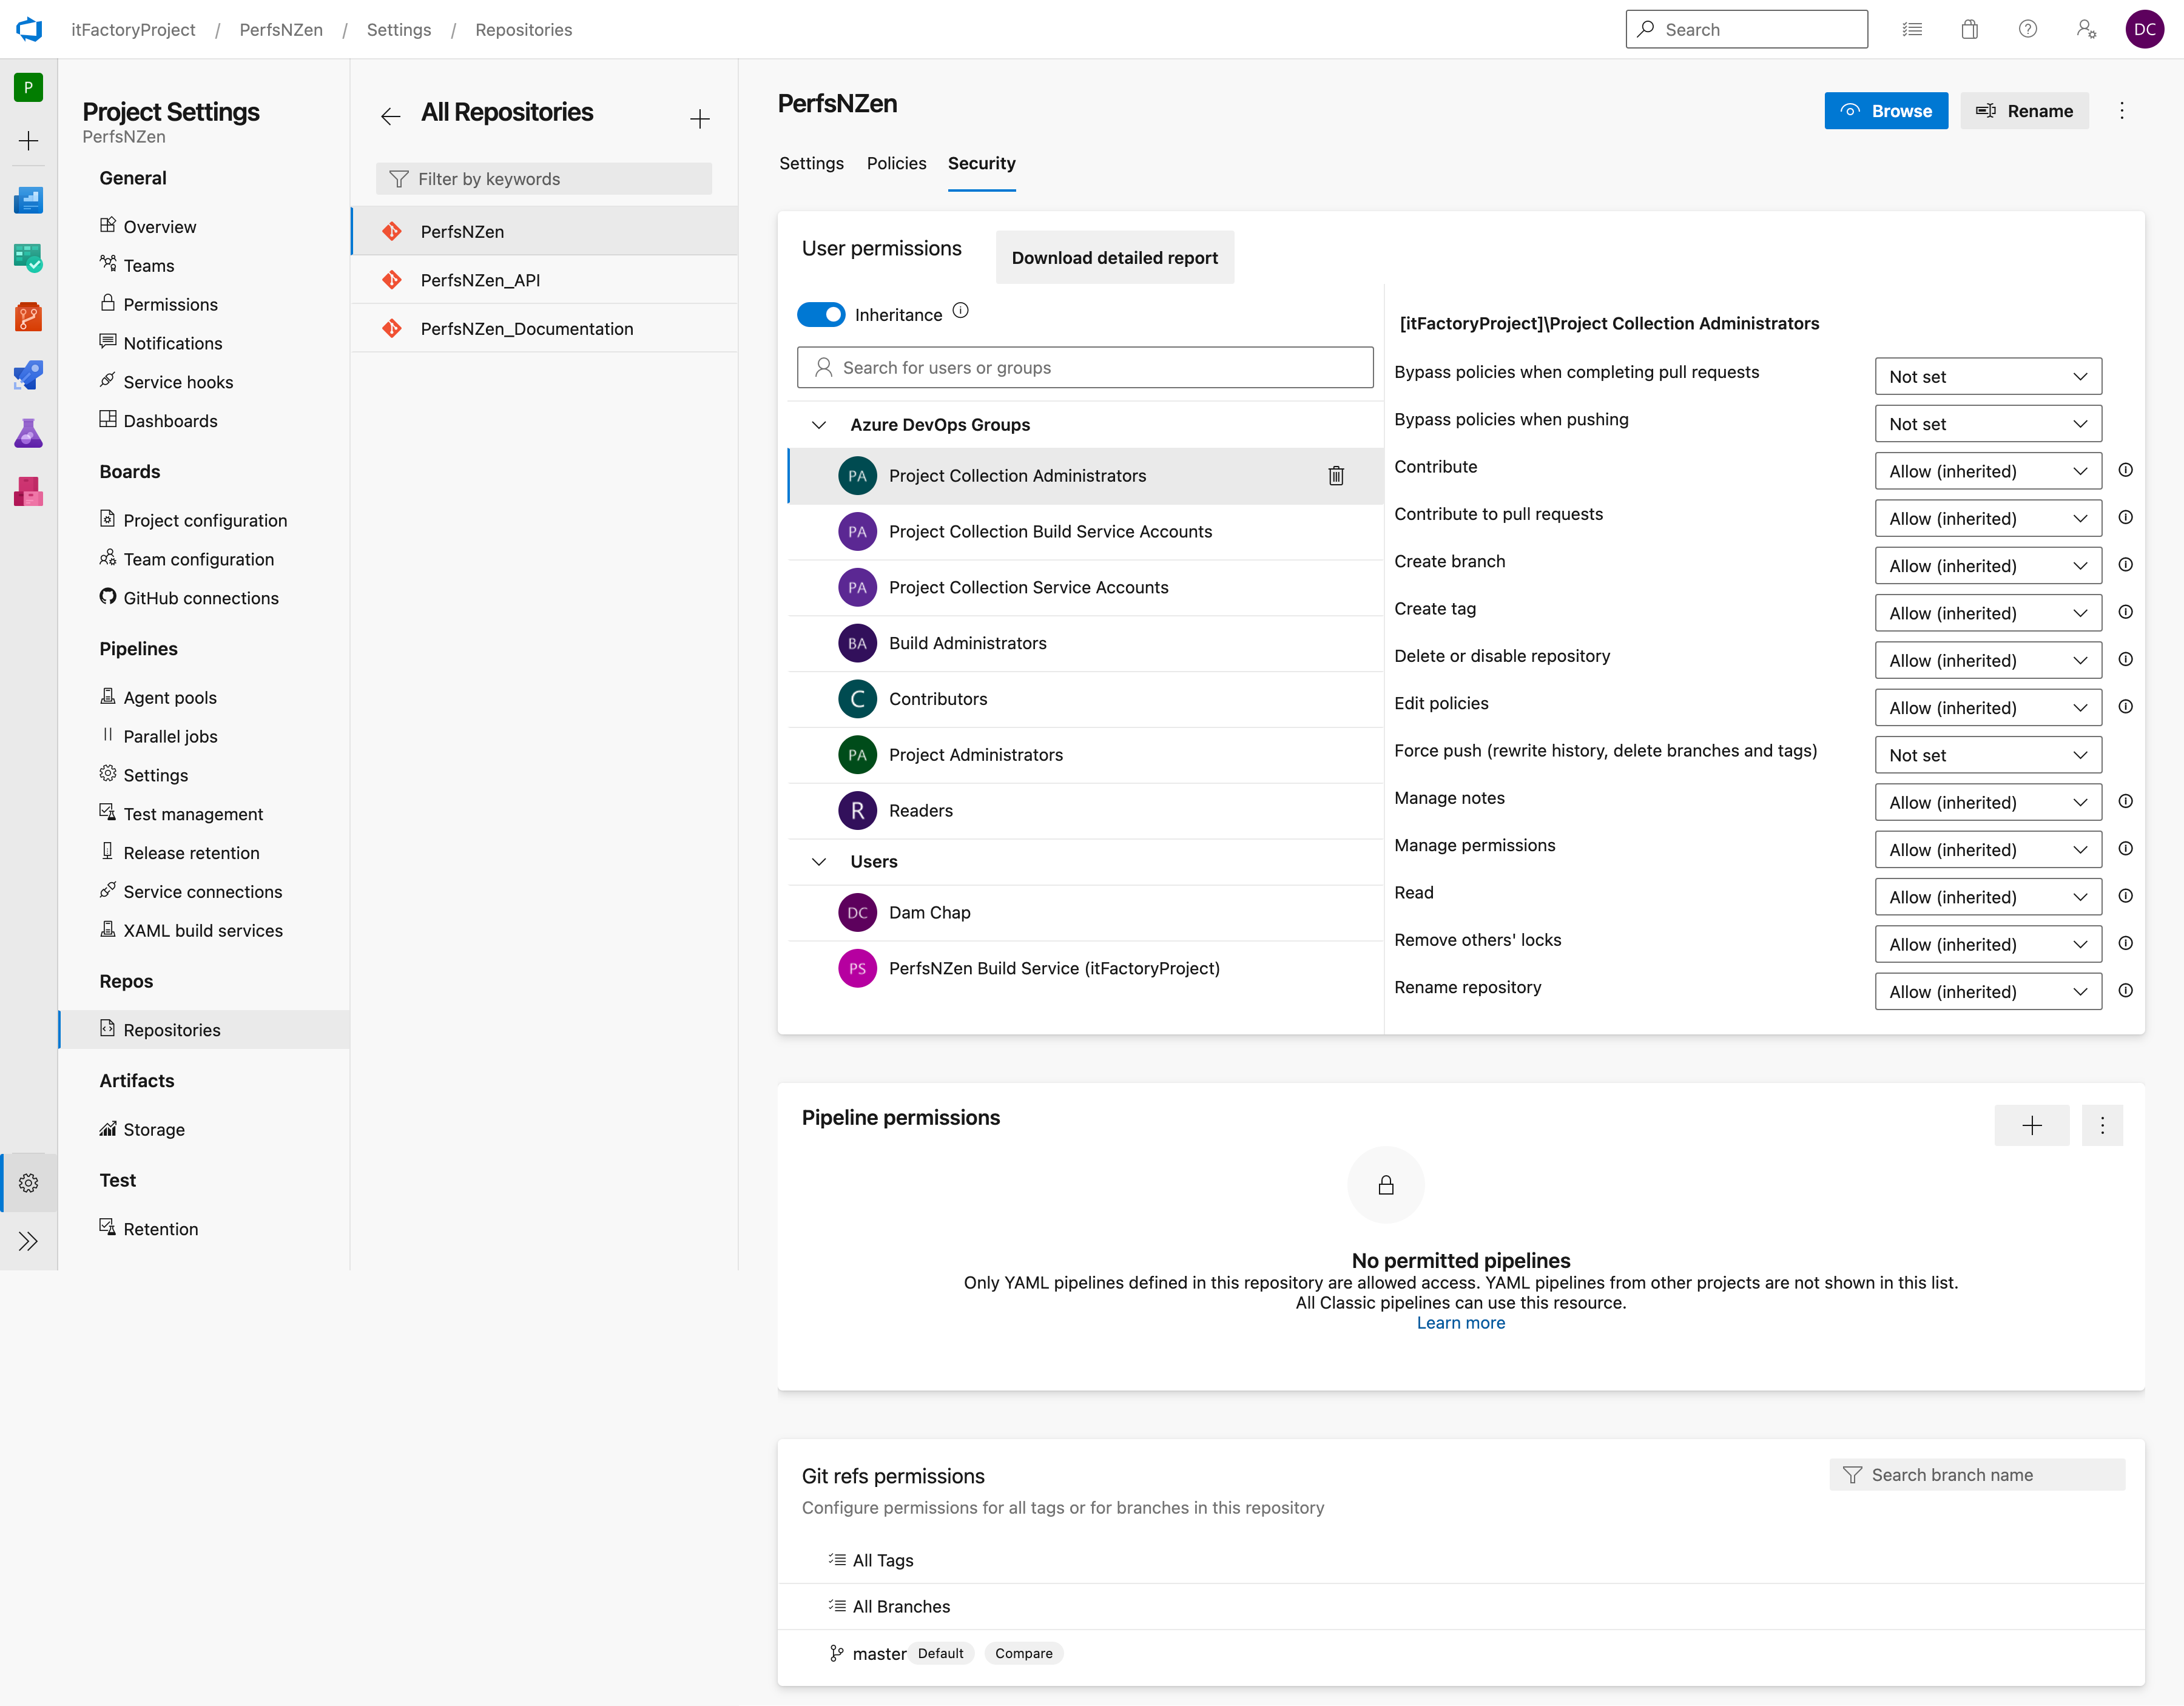 itFactoryProject / PerfsNZen / Settings / Repositories
Search
DC
P
Project Settings
PerfsNZen
General
Overview
Teams
Permissions
Notifications
Service hooks
Dashboards
Boards
Project configuration
Team configuration
GitHub connections
Pipelines
Agent pools
Parallel jobs
Settings
Test management
Release retention
Service connections
XAML build services
Repos
Repositories
Artifacts
Storage
Test
Retention
All Repositories
Filter by keywords
PerfsNZen
PerfsNZen_API
PerfsNZen_Documentation
PerfsNZen
Browse
Rename
Settings Policies Security
User permissions
Download detailed report
Inheritance
Search for users or groups
Azure DevOps Groups
PA Project Collection Administrators
PA Project Collection Build Service Accounts
PA Project Collection Service Accounts
BA Build Administrators
C Contributors
PA Project Administrators
R Readers
Users
DC Dam Chap
PS PerfsNZen Build Service (itFactoryProject)
[itFactoryProject]\Project Collection Administrators
Bypass policies when completing pull requests Not set
Bypass policies when pushing Not set
Contribute Allow (inherited)
Contribute to pull requests Allow (inherited)
Create branch Allow (inherited)
Create tag Allow (inherited)
Delete or disable repository Allow (inherited)
Edit policies Allow (inherited)
Force push (rewrite history, delete branches and tags) Not set
Manage notes Allow (inherited)
Manage permissions Allow (inherited)
Read Allow (inherited)
Remove others' locks Allow (inherited)
Rename repository Allow (inherited)
Pipeline permissions
No permitted pipelines
Only YAML pipelines defined in this repository are allowed access. YAML pipelines from other projects are not shown in this list.
All Classic pipelines can use this resource.
Learn more
Git refs permissions
Search branch name
Configure permissions for all tags or for branches in this repository
All Tags
All Branches
master Default Compare